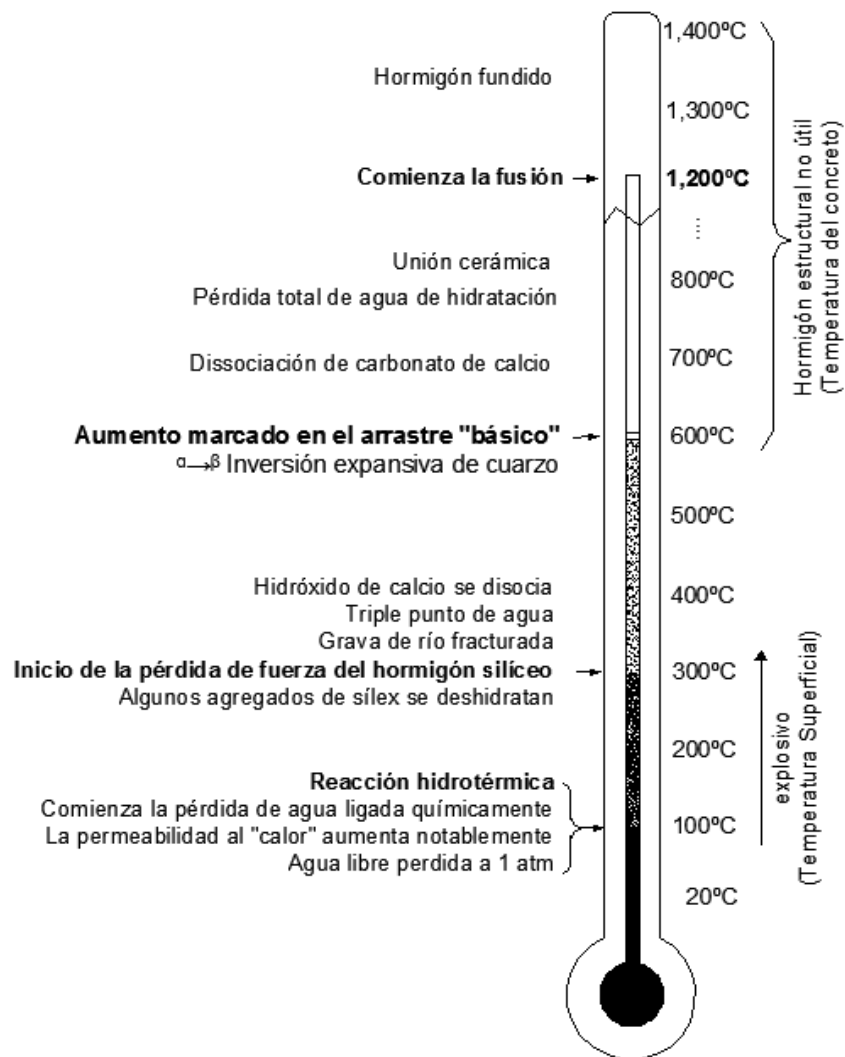 1,400ºC
Hormigón fundido
1,300ºC
Comienza la fusión
1,200ºC
Unión cerámica
800ºC
Pérdida total de agua de hidratación
Dissociación de carbonato de calcio
700ºC
Aumento marcado en el arrastre "básico"
600ºC
α→β Inversión expansiva de cuarzo
500ºC
Hidróxido de calcio se disocia
400ºC
Triple punto de agua
Grava de río fracturada
Inicio de la pérdida de fuerza del hormigón silíceo
300ºC
Algunos agregados de sílex se deshidratan
200ºC
Reacción hidrotérmica
Comienza la pérdida de agua ligada químicamente
La permeabilidad al "calor" aumenta notablemente
100ºC
Agua libre perdida a 1 atm
20ºC
Hormigón estructural no útil
(Temperatura del concreto)
explosivo
(Temperatura Superficial)